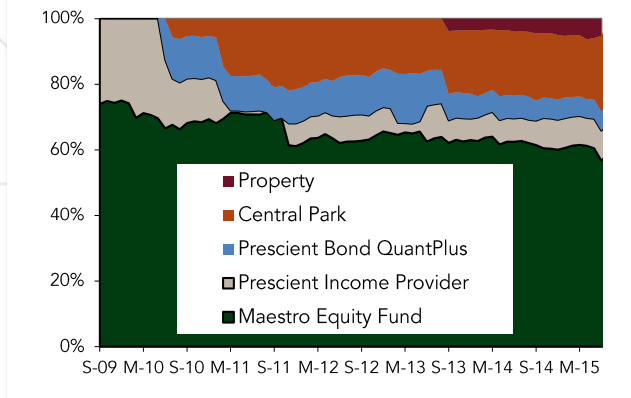 100%
80%
60%
40%
20%
0%
Property
Central Park
Prescient Bond QuantPlus
Prescient Income Provider
Maestro Equity Fund
S-09 M-10 S-10 M-11 S-11 M-12 S-12 M-13 S-13 M-14 S-14 M-15